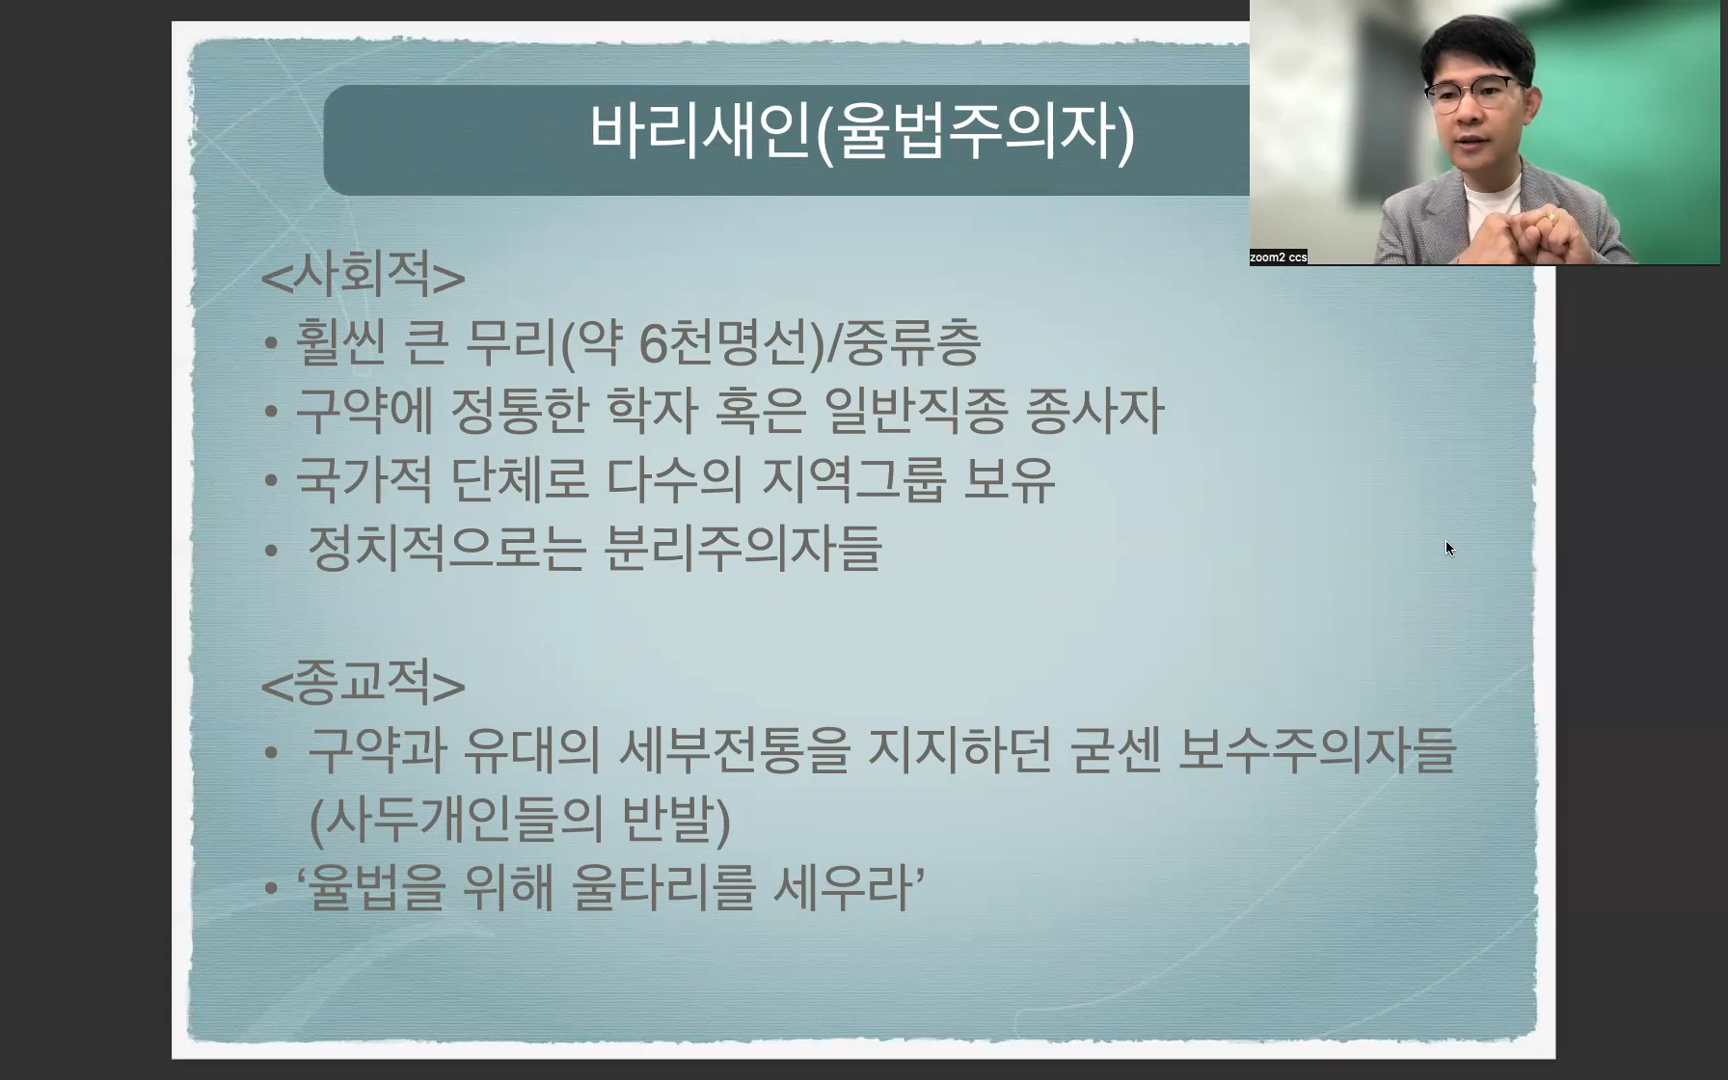 바리새인(율법주의자)
zoom2 ccs
<사회적>
• 휠씬 큰 무리(약 6천명선)/중류층
• 구약에 정통한 학자 혹은 일반직종 종사자
• 국가적 단체로 다수의 지역그룹 보유
• 정치적으로는 분리주의자들
<종교적>
• 구약과 유대의 세부전통을 지지하던 굳센 보수주의자들
(사두개인들의 반발)
• ‘율법을 위해 울타리를 세우라’